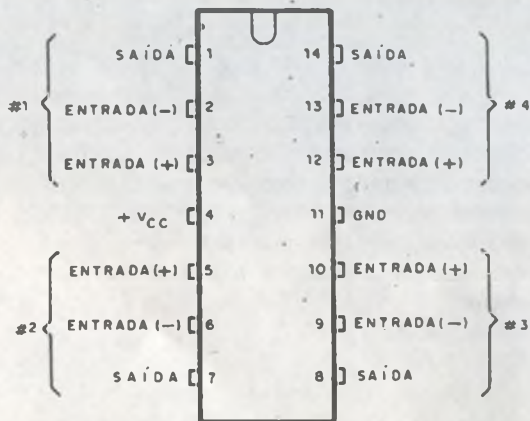 SAÍDA 1 14 SAÍDA
#1 ENTRADA (-) 2 13 ENTRADA (-) #4
ENTRADA (+) 3 12 ENTRADA (+)
+ VCC 4 11 GND
ENTRADA (+) 5 10 ENTRADA (+)
#2 ENTRADA (-) 6 9 ENTRADA (-) #3
SAÍDA 7 8 SAÍDA